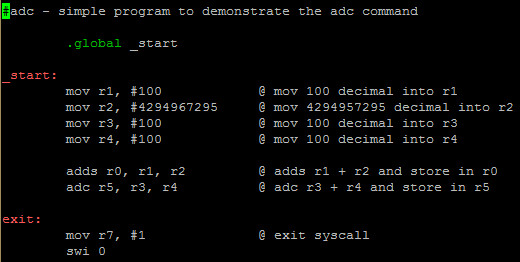 #adc - simple program to demonstrate the adc command
.global _start
_start:
mov r1, #100 @ mov 100 decimal into r1
mov r2, #4294967295 @ mov 4294957295 decimal into r2
mov r3, #100 @ mov 100 decimal into r3
mov r4, #100 @ mov 100 decimal into r4
adds r0, r1, r2 @ adds r1 + r2 and store in r0
adc r5, r3, r4 @ adc r3 + r4 and store in r5
exit:
mov r7, #1 @ exit syscall
swi 0